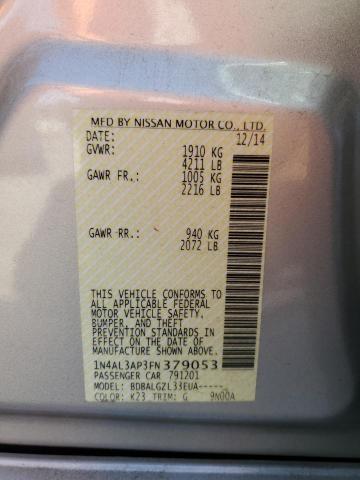 MFD BY NISSAN MOTOR CO., LTD.
DATE: 12/14
GVWR: 1910 KG
4211 LB
GAWR FR.: 1005 KG
2216 LB
GAWR RR.: 940 KG
2072 LB
THIS VEHICLE CONFORMS TO
ALL APPLICABLE FEDERAL
MOTOR VEHICLE SAFETY,
BUMPER, AND THEFT
PREVENTION STANDARDS IN
EFFECT ON THE DATE OF
MANUFACTURE SHOWN ABOVE.
1N4AL3AP3FN379053
PASSENGER CAR 791201
MODEL: BDBALGZL33EUA-----
COLOR: K23 TRIM: G 9N00A